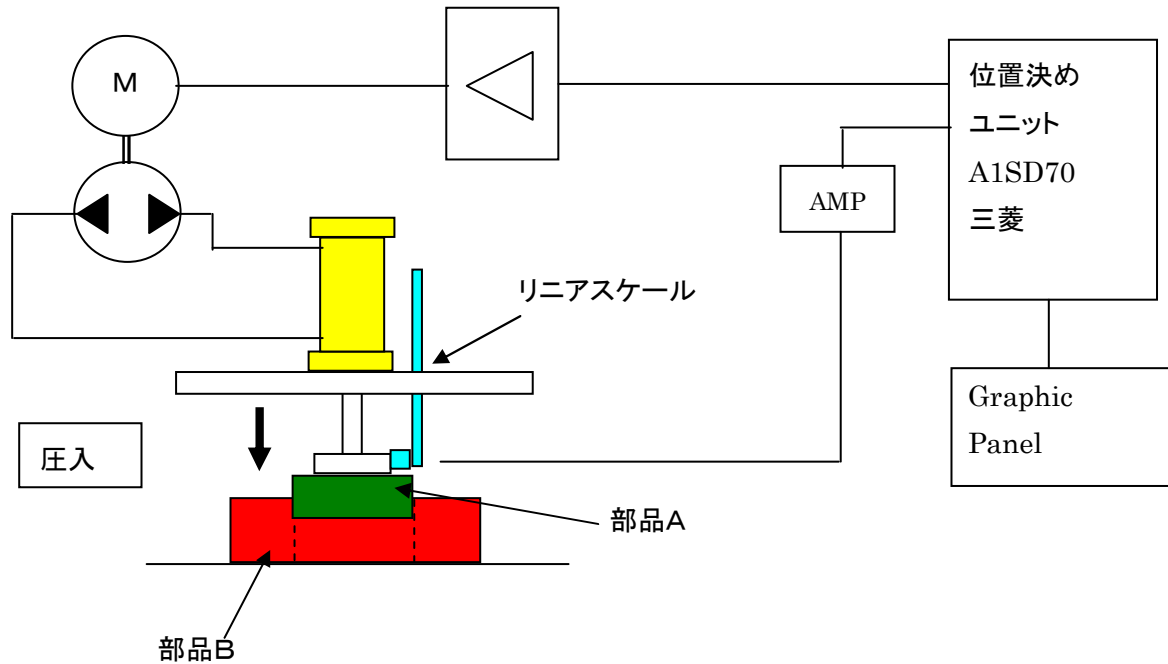 M
位置決め
ユニット
A1SD70
三菱
AMP
リニアスケール
Graphic
Panel
圧入
部品A
部品B